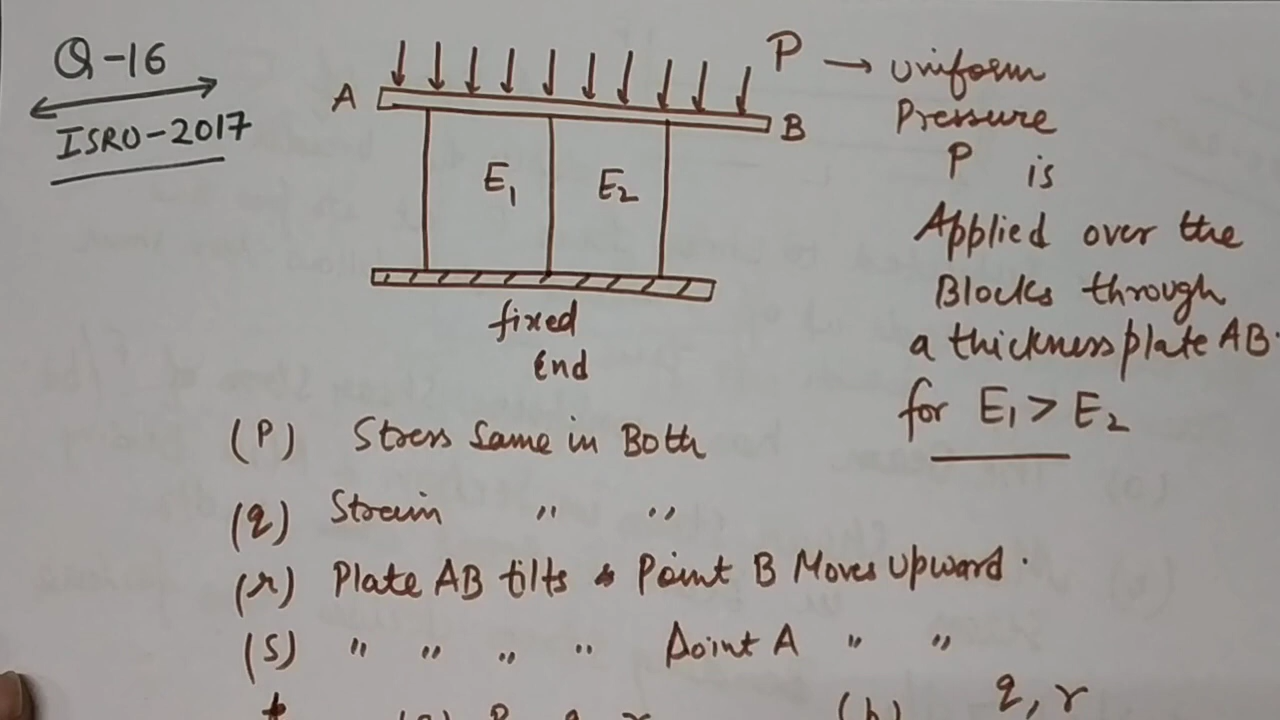 Q-16
ISRO-2017
A
B
P → uniform
Pressure
P is
Applied over the
Blocks through
a thickness plate AB.
for E1 > E2
E1
E2
fixed
End
(P) Stress Same in Both
(q) Strain " "
(r) Plate AB tilts & Point B Moves Upward.
(S) " " " " Point A " "
q, r